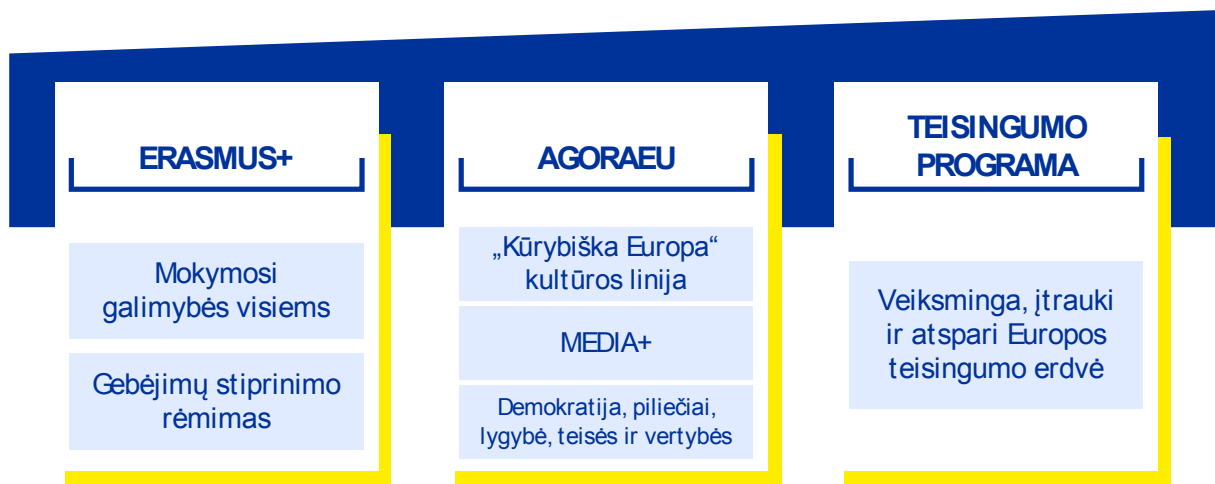 ERASMUS+
Mokymosi
galimybės visiems
Gebėjimų stiprinimo
rėmimas
AGORAEU
„Kūrybiška Europa“
kultūros linija
MEDIA+
Demokratija, piliečiai,
lygybė, teisės ir vertybės
TEISINGUMO
PROGRAMA
Veiksminga, įtrauki
ir atspari Europos
teisingumo erdvė